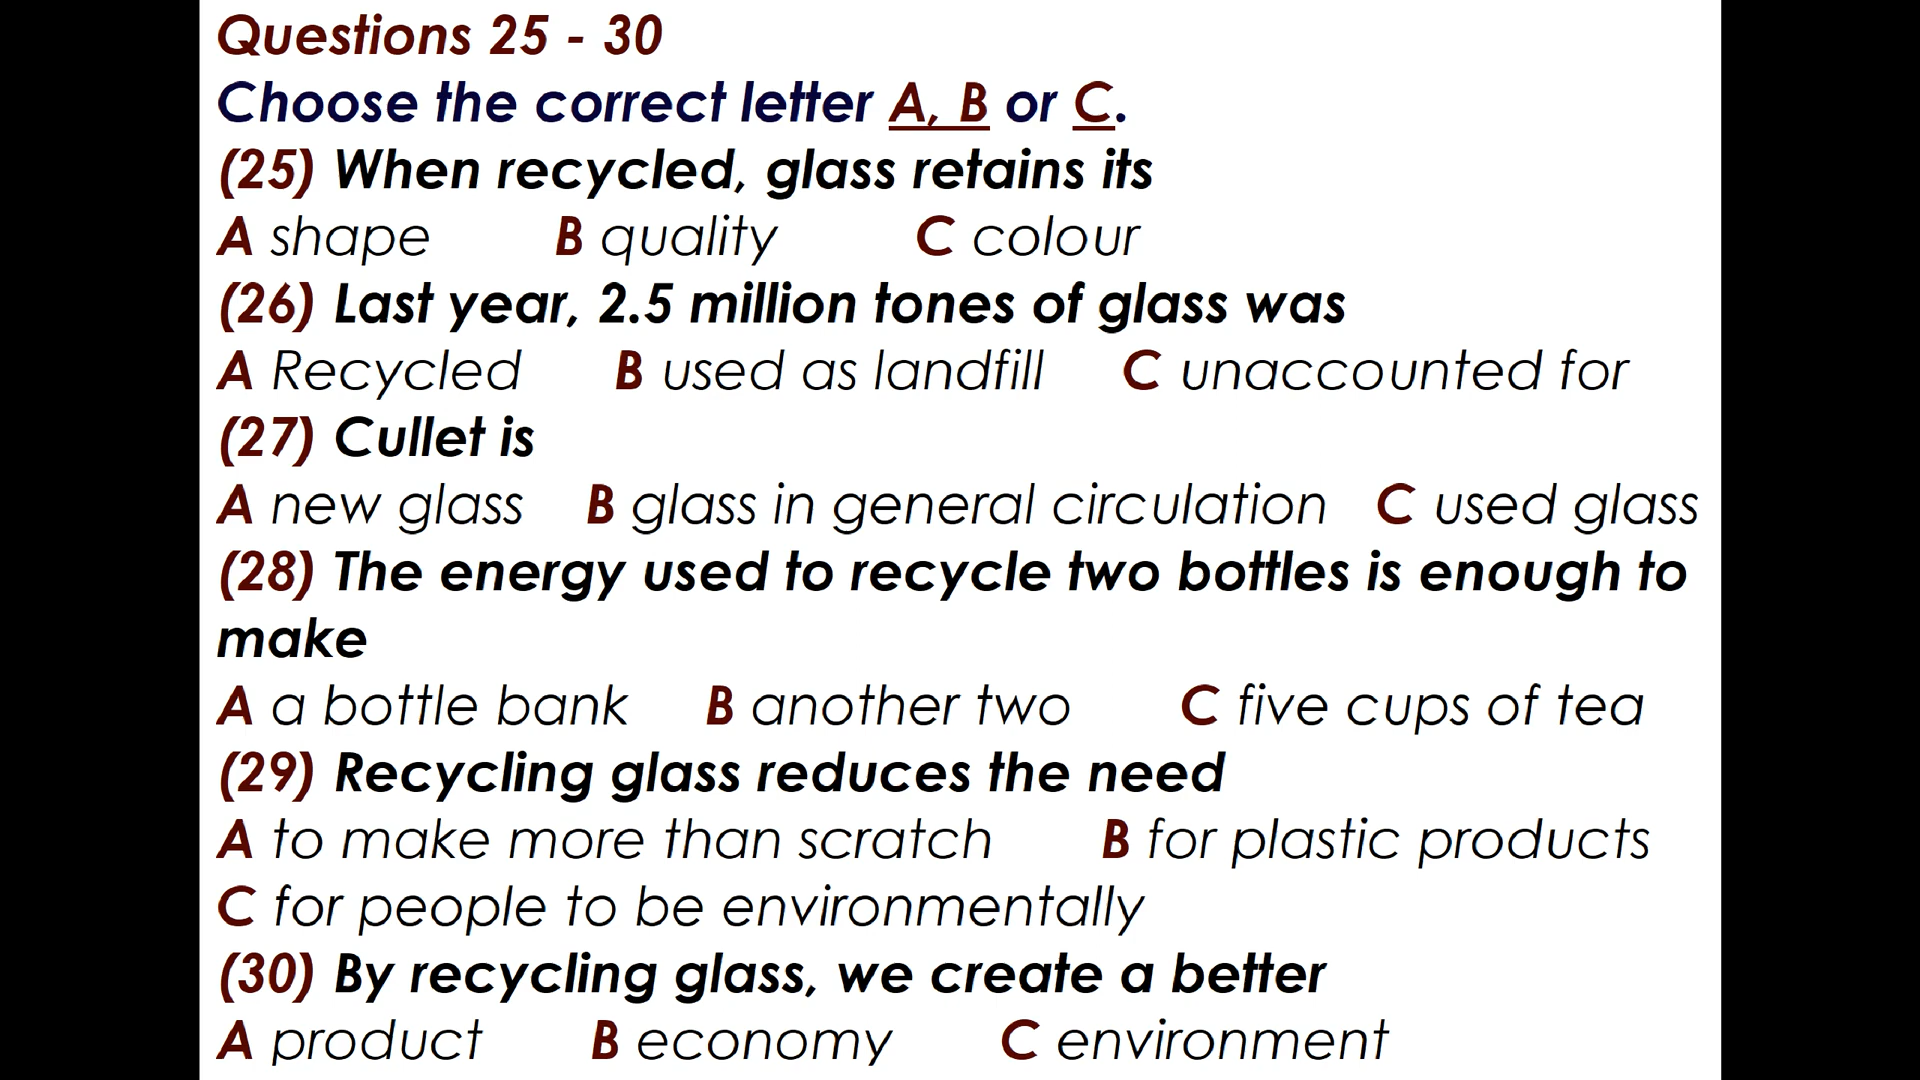 Questions 25 - 30
Choose the correct letter A, B or C.
(25) When recycled, glass retains its
A shape B quality C colour
(26) Last year, 2.5 million tones of glass was
A Recycled B used as landfill C unaccounted for
(27) Cullet is
A new glass B glass in general circulation C used glass
(28) The energy used to recycle two bottles is enough to
make
A a bottle bank B another two C five cups of tea
(29) Recycling glass reduces the need
A to make more than scratch B for plastic products
C for people to be environmentally
(30) By recycling glass, we create a better
A product B economy C environment